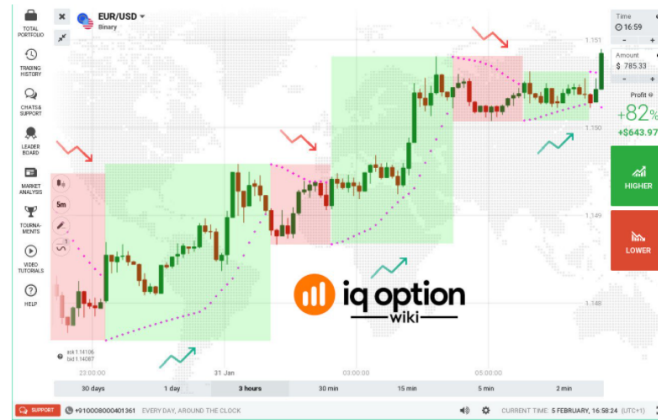 TOTAL
PORTFOLIO
TRADING
HISTORY
CHATS&
SUPPORT
LEADER
BOARD
MARKET
ANALYSIS
TOURNA-
MENTS
VIDEO
TUTORIALS
HELP
EUR/USD
Binary
5m
1.151
1.150
1.149
1.148
iq option
wiki
ask 1.14106
bid 1.14087
23:00:00
31 Jan
03:00:00
30 days
1 day
3 hours
30 min
15 min
5 min
2 min
Time
16:59
- +
Amount
$ 785.33
- +
Profit
+82%
+$643.97
HIGHER
LOWER
SUPPORT
+910008000401361
EVERY DAY, AROUND THE CLOCK
CURRENT TIME: 5 FEBRUARY, 16:58:24 (UTC+1)